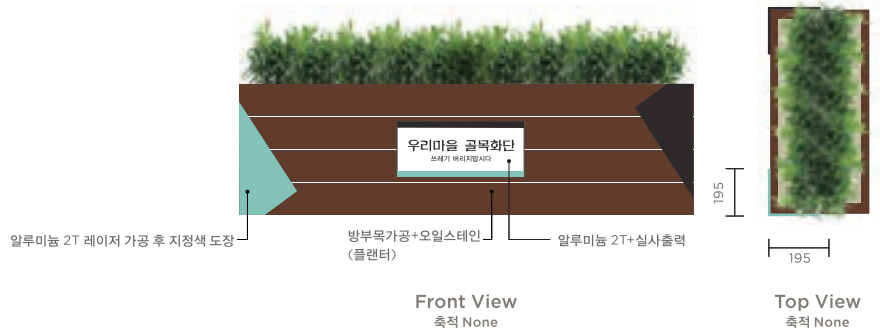 우리마을 골목화단
쓰레기 버리지맙시다
195
알루미늄 2T 레이저 가공 후 지정색 도장
방부목가공+오일스테인
(플랜터)
알루미늄 2T+실사출력
195
Front View
축적 None
Top View
축적 None